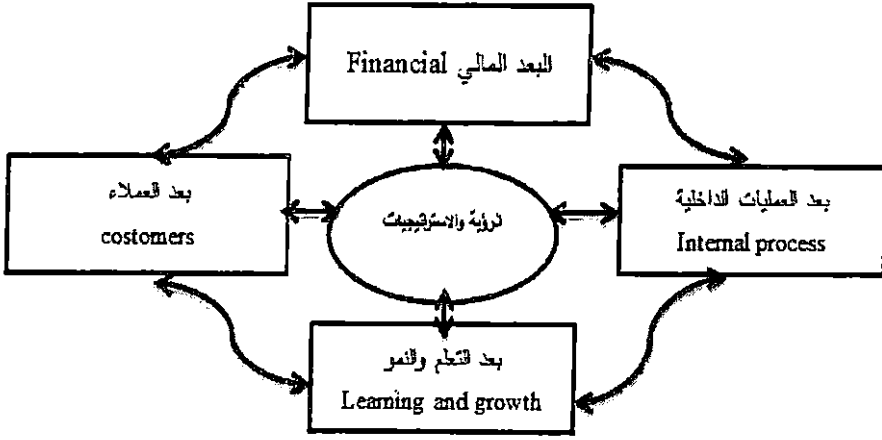 البعد المالي Financial
بعد العملاء
costomers
الرؤية والاستراتيجيات
بعد العمليات الداخلية
Internal process
بعد التعلم والنمو
Learning and growth